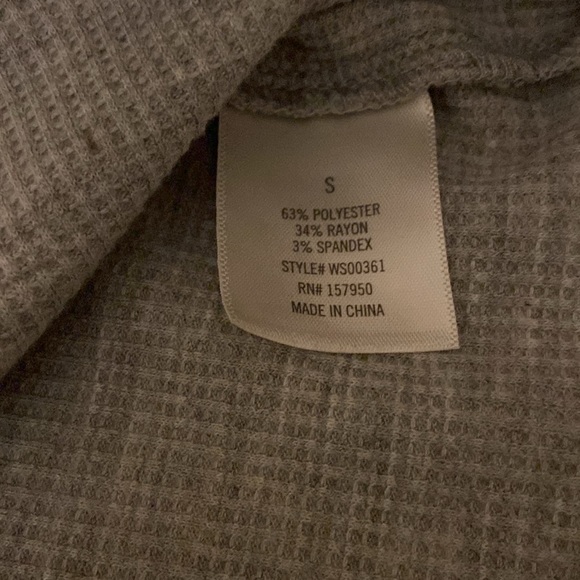 S
63% POLYESTER
34% RAYON
3% SPANDEX
STYLE# WS00361
RN# 157950
MADE IN CHINA